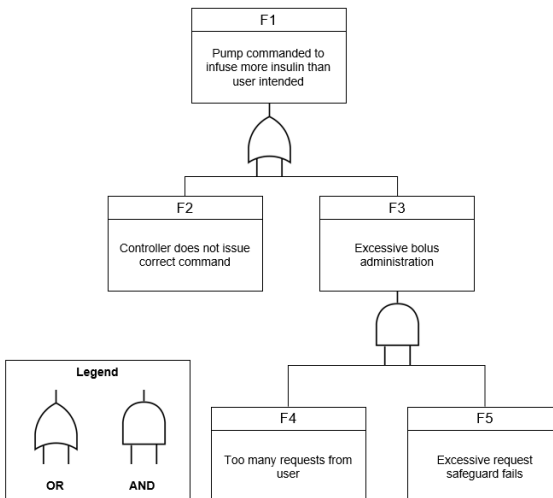 F1
Pump commanded to
infuse more insulin than
user intended
F2
Controller does not issue
correct command
F3
Excessive bolus
administration
Legend
OR
AND
F4
Too many requests from
user
F5
Excessive request
safeguard fails